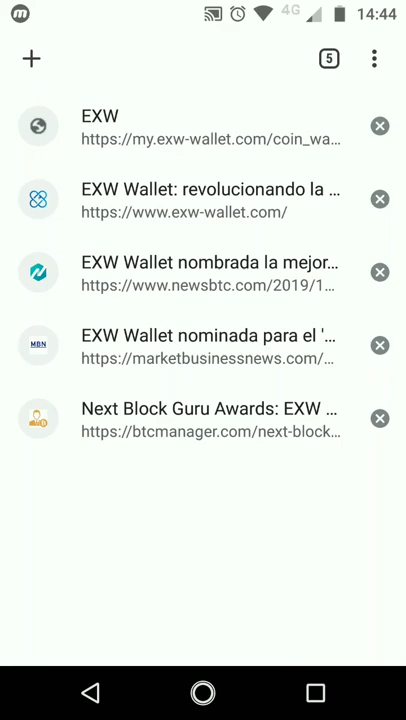 4G 14:44
5
EXW
https://my.exw-wallet.com/coin_wa...
EXW Wallet: revolucionando la ...
https://www.exw-wallet.com/
EXW Wallet nombrada la mejor...
https://www.newsbtc.com/2019/1...
MBN
EXW Wallet nominada para el '...
https://marketbusinessnews.com/...
Next Block Guru Awards: EXW ...
https://btcmanager.com/next-block...